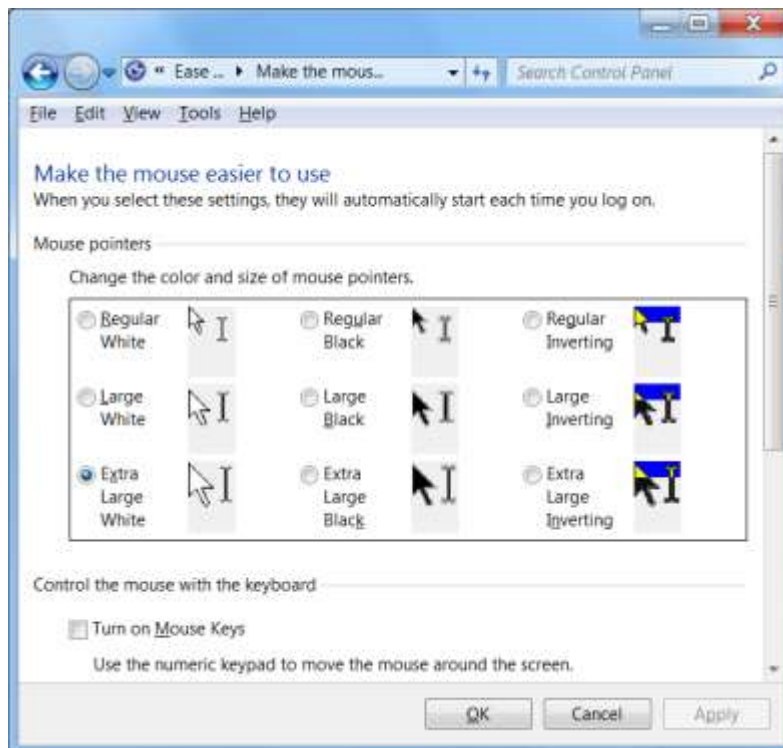 « Ease ... ▸ Make the mous... Search Control Panel
File Edit View Tools Help
Make the mouse easier to use
When you select these settings, they will automatically start each time you log on.
Mouse pointers
Change the color and size of mouse pointers.
Regular White
Regular Black
Regular Inverting
Large White
Large Black
Large Inverting
Extra Large White
Extra Large Black
Extra Large Inverting
Control the mouse with the keyboard
Turn on Mouse Keys
Use the numeric keypad to move the mouse around the screen.
OK Cancel Apply